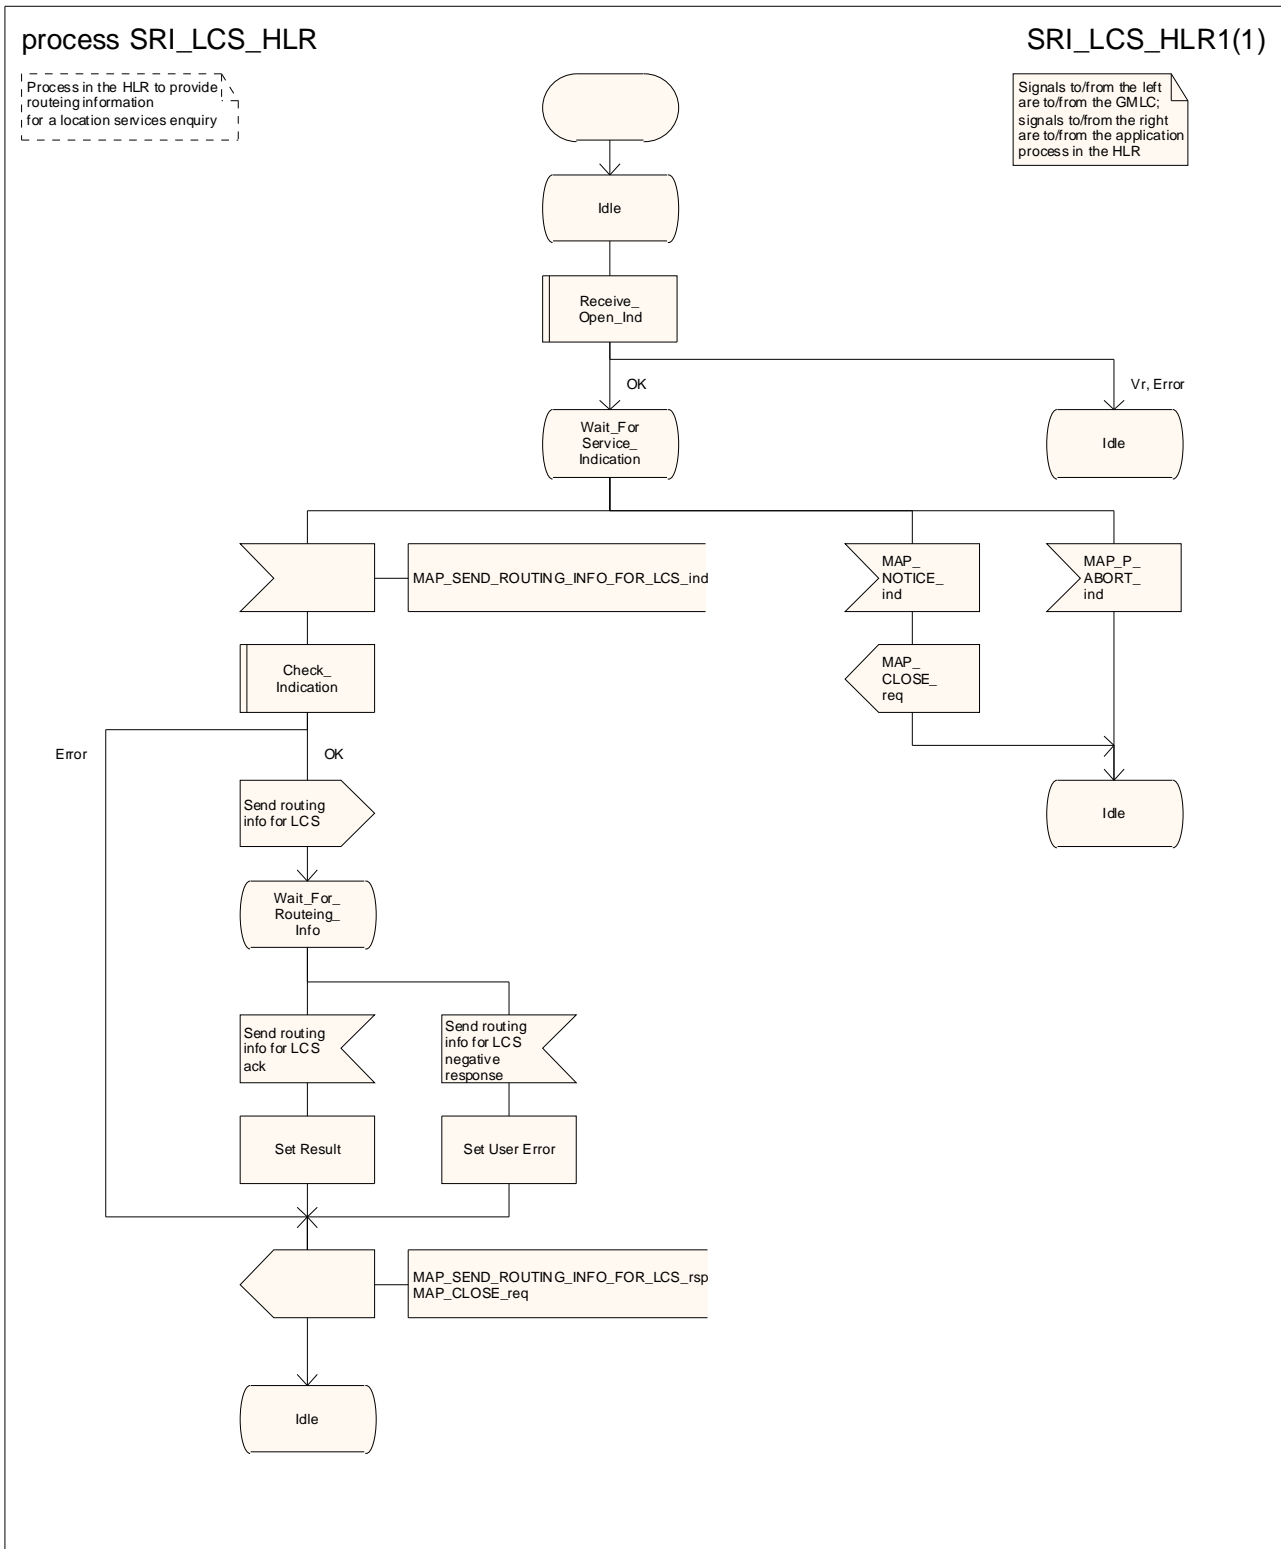 process SRI_LCS_HLR
SRI_LCS_HLR1(1)
Process in the HLR to provide
routeing information
for a location services enquiry
Signals to/from the left
are to/from the GMLC;
signals to/from the right
are to/from the application
process in the HLR
Idle
Receive_
Open_Ind
OK
Vr, Error
Wait_For
Service_
Indication
Idle
MAP_SEND_ROUTING_INFO_FOR_LCS_ind
MAP_
NOTICE_
ind
MAP_P_
ABORT_
ind
Check_
Indication
MAP_
CLOSE_
req
Error
OK
Send routing
info for LCS
Idle
Wait_For_
Routeing_
Info
Send routing
info for LCS
ack
Send routing
info for LCS
negative
response
Set Result
Set User Error
MAP_SEND_ROUTING_INFO_FOR_LCS_rsp
MAP_CLOSE_req
Idle